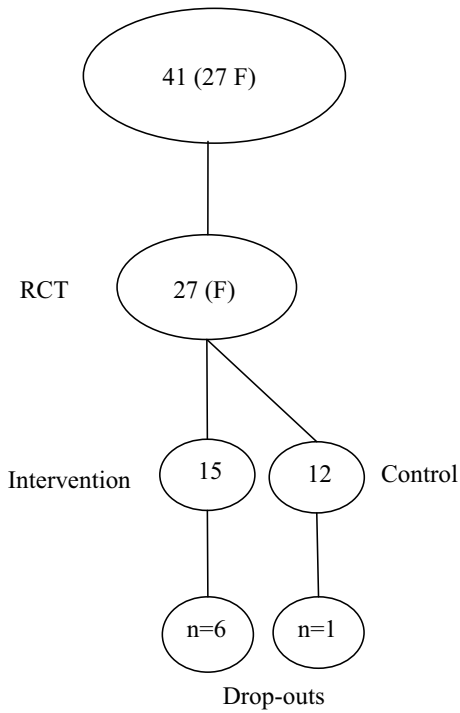 41 (27 F)
RCT
27 (F)
Intervention
15
12
Control
n=6
n=1
Drop-outs